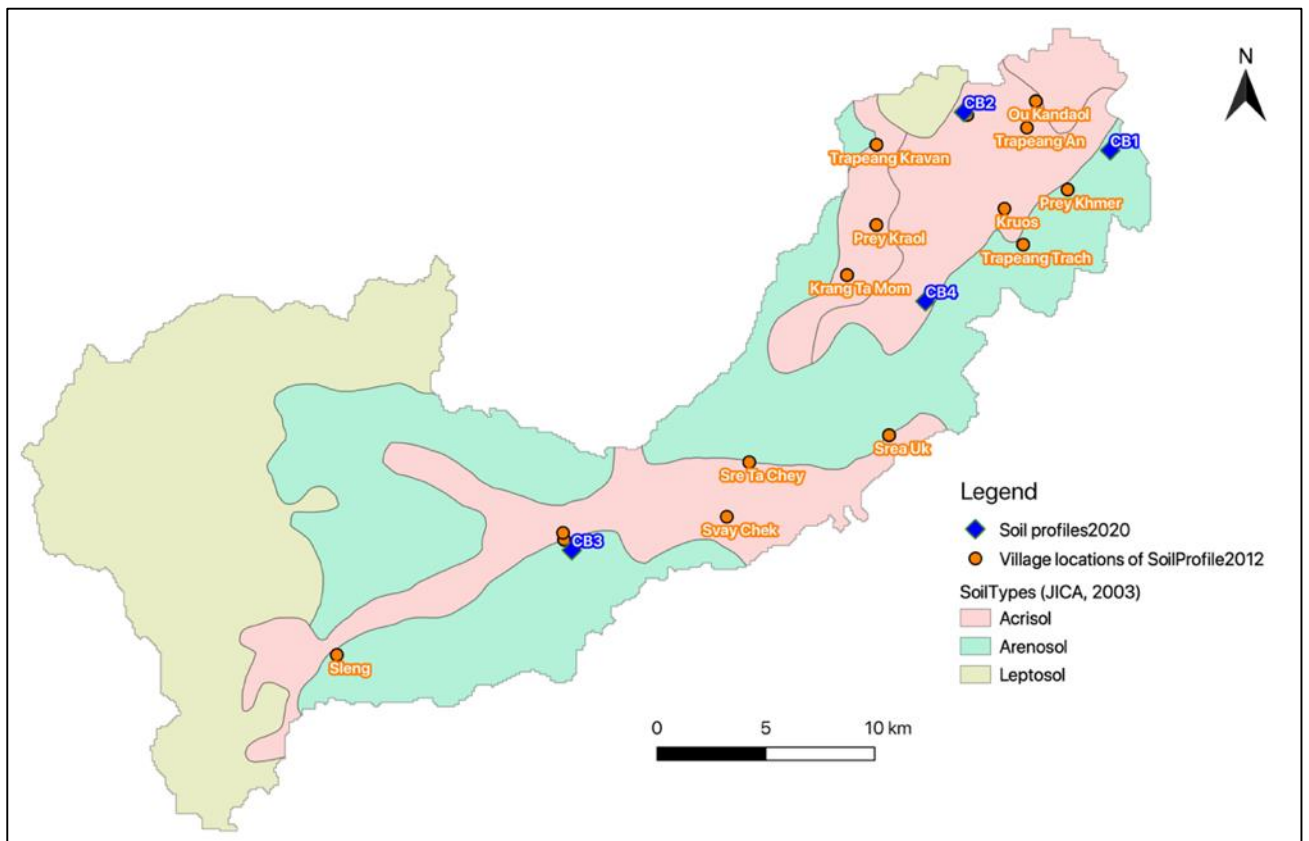 N
CB2
Ou Kandaol
Trapeang An
CB1
Trapeang Kravan
Prey Khmer
Kruos
Prey Kraol
Trapeang Trach
Krang Ta Mom
CB4
Srea Uk
Sre Ta Chey
Svay Chek
CB3
Sleng
Legend
Soil profiles2020
Village locations of SoilProfile2012
SoilTypes (JICA, 2003)
Acrisol
Arenosol
Leptosol
0 5 10 km